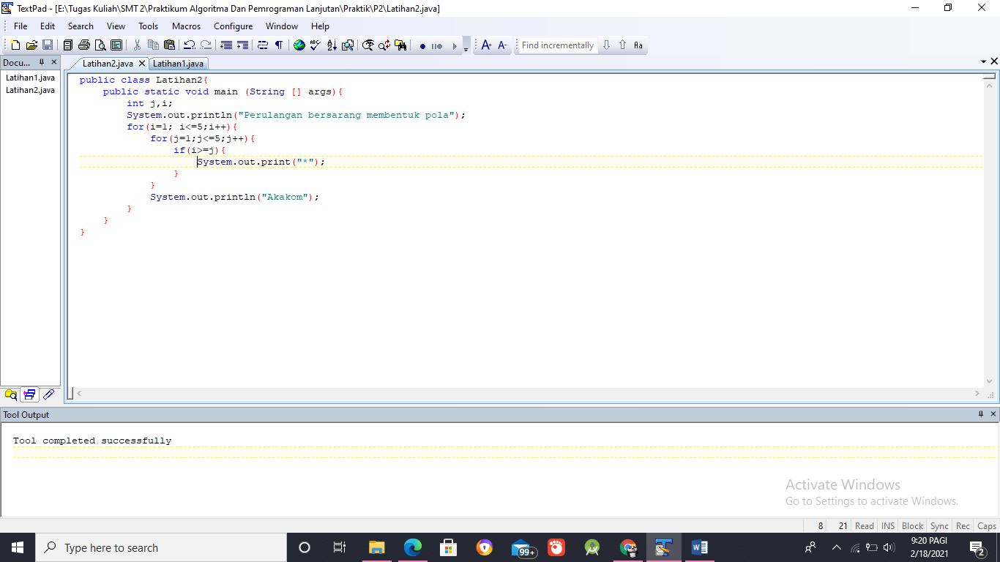 TextPad - [E:\Tugas Kuliah\SMT 2\Praktikum Algoritma Dan Pemrograman Lanjutan\Praktik\P2\Latihan2.java]
File Edit Search View Tools Macros Configure Window Help
Find incrementally Aa
Docu...
Latihan1.java
Latihan2.java
Latihan2.java Latihan1.java
public class Latihan2{
    public static void main (String [] args){
        int j,i;
        System.out.println("Perulangan bersarang membentuk pola");
        for(i=1; i<=5;i++){
            for(j=1;j<=5;j++){
                if(i>=j){
                    System.out.print("*");
                }
            }
            System.out.println("Akakom");
        }
    }
}
Tool Output
Tool completed successfully
Activate Windows
Go to Settings to activate Windows.
8 21 Read INS Block Sync Rec Caps
Type here to search
99+
9:20 PAGI
2/18/2021
2